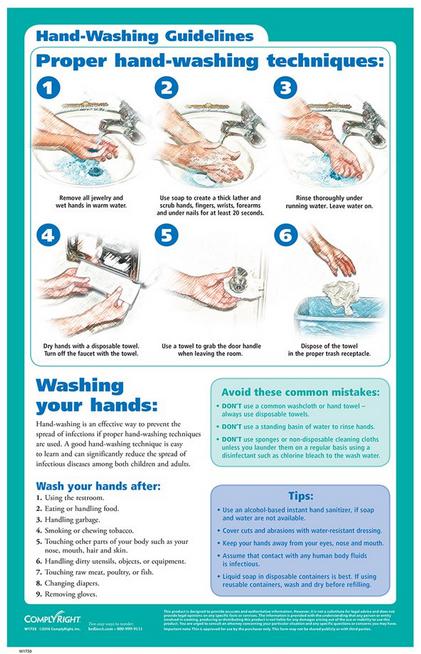 Hand-Washing Guidelines
Proper hand-washing techniques:
1
Remove all jewelry and
wet hands in warm water.
2
Use soap to create a thick lather and
scrub hands, fingers, wrists, forearms
and under nails for at least 20 seconds.
3
Rinse thoroughly under
running water. Leave water on.
4
Dry hands with a disposable towel.
Turn off the faucet with the towel.
5
Use a towel to grab the door handle
when leaving the room.
6
Dispose of the towel
in the proper trash receptacle.
Washing
your hands:
Hand-washing is an effective way to prevent the
spread of infections if proper hand-washing techniques
are used. A good hand-washing technique is easy
to learn and can significantly reduce the spread of
infectious diseases among both children and adults.
Wash your hands after:
1. Using the restroom.
2. Eating or handling food.
3. Handling garbage.
4. Smoking or chewing tobacco.
5. Touching other parts of your body such as your
nose, mouth, hair and skin.
6. Handling dirty utensils, objects, or equipment.
7. Touching raw meat, poultry, or fish.
8. Changing diapers.
9. Removing gloves.
Avoid these common mistakes:
• DON'T use a common washcloth or hand towel –
always use disposable towels.
• DON'T use a standing basin of water to rinse hands.
• DON'T use sponges or non-disposable cleaning cloths
unless you launder them on a regular basis using a
disinfectant such as chlorine bleach to the wash water.
Tips:
• Use an alcohol-based instant hand sanitizer, if soap
and water are not available.
• Cover cuts and abrasions with water-resistant dressing.
• Keep your hands away from your eyes, nose and mouth.
• Assume that contact with any human body fluids
is infectious.
• Liquid soap in disposable containers is best. If using
reusable containers, wash and dry before refilling.
COMPLYRIGHT